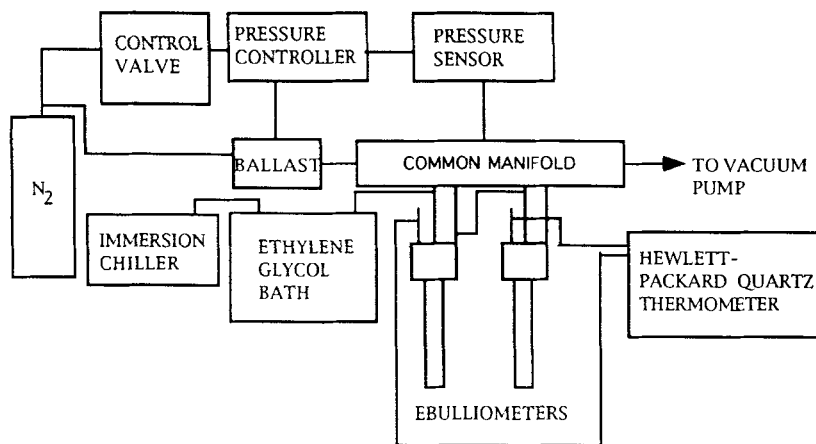 CONTROL
VALVE
PRESSURE
CONTROLLER
PRESSURE
SENSOR
N2
BALLAST
COMMON MANIFOLD
TO VACUUM
PUMP
IMMERSION
CHILLER
ETHYLENE
GLYCOL
BATH
HEWLETT-
PACKARD QUARTZ
THERMOMETER
EBULLIOMETERS